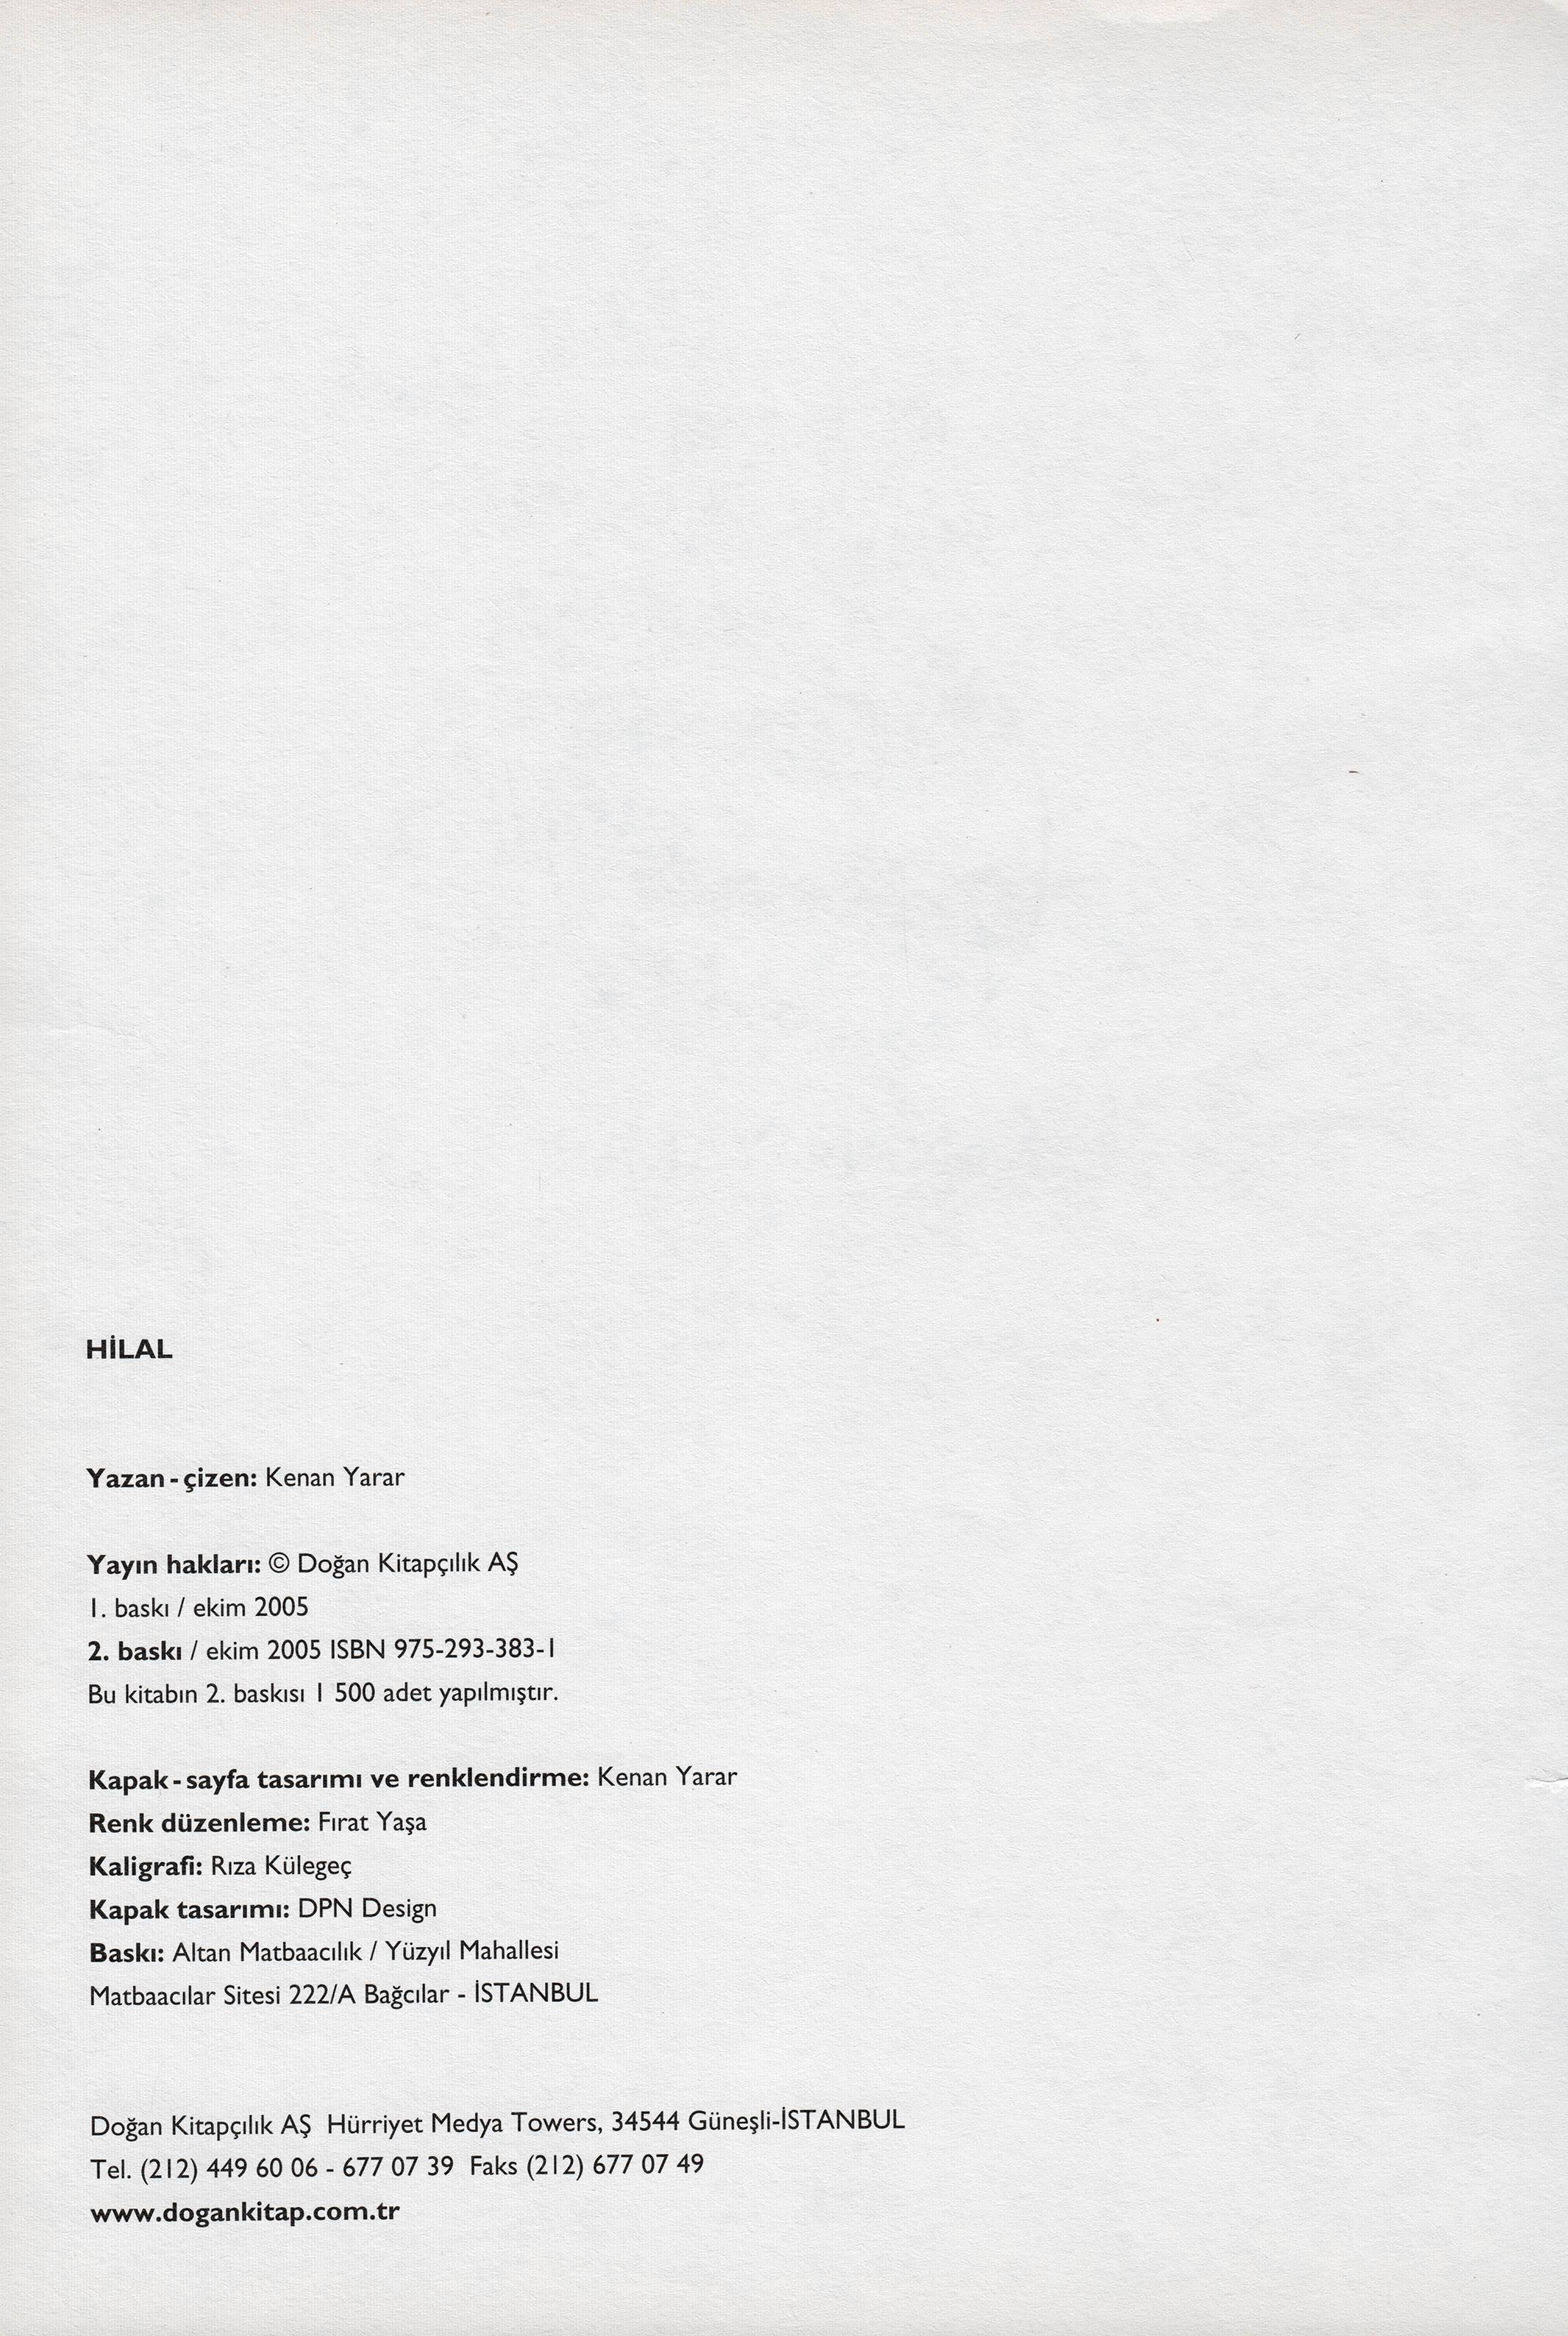 HİLAL
Yazan - çizen: Kenan Yarar
Yayın hakları: © Doğan Kitapçılık AŞ
1. baskı / ekim 2005
2. baskı / ekim 2005 ISBN 975-293-383-1
Bu kitabın 2. baskısı 1 500 adet yapılmıştır.
Kapak - sayfa tasarımı ve renklendirme: Kenan Yarar
Renk düzenleme: Fırat Yaşa
Kaligrafi: Rıza Külegeç
Kapak tasarımı: DPN Design
Baskı: Altan Matbaacılık / Yüzyıl Mahallesi
Matbaacılar Sitesi 222/A Bağcılar - İSTANBUL
Doğan Kitapçılık AŞ  Hürriyet Medya Towers, 34544 Güneşli-İSTANBUL
Tel. (212) 449 60 06 - 677 07 39  Faks (212) 677 07 49
www.dogankitap.com.tr